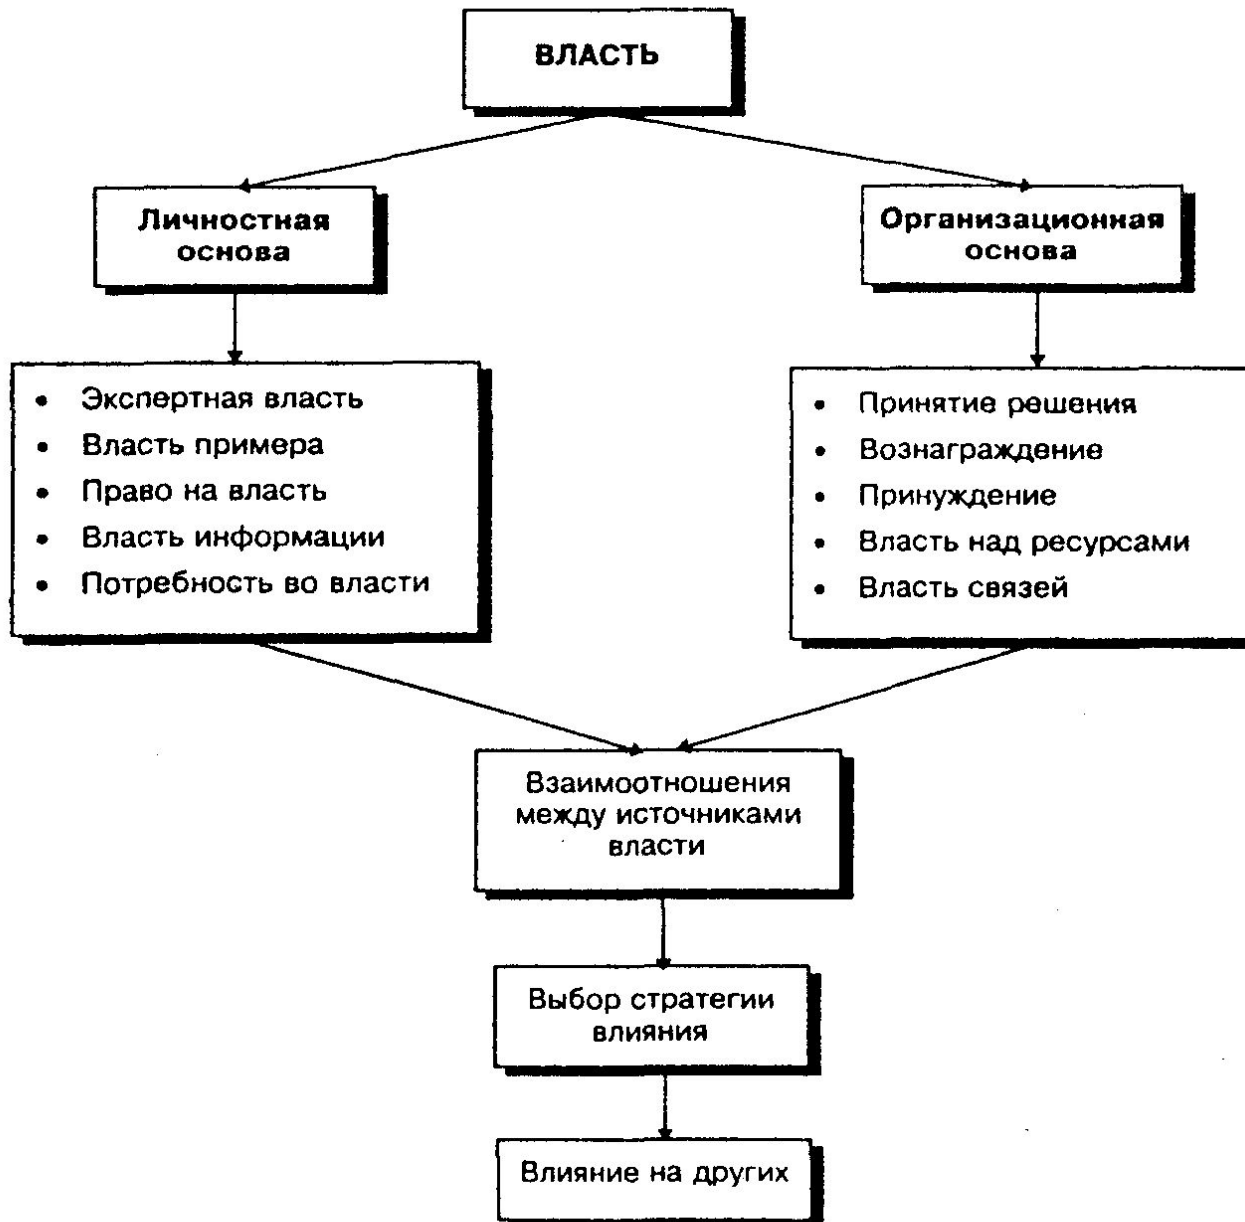 ВЛАСТЬ
Личностная
основа
Организационная
основа
• Экспертная власть
• Власть примера
• Право на власть
• Власть информации
• Потребность во власти
• Принятие решения
• Вознаграждение
• Принуждение
• Власть над ресурсами
• Власть связей
Взаимоотношения
между источниками
власти
Выбор стратегии
влияния
Влияние на других